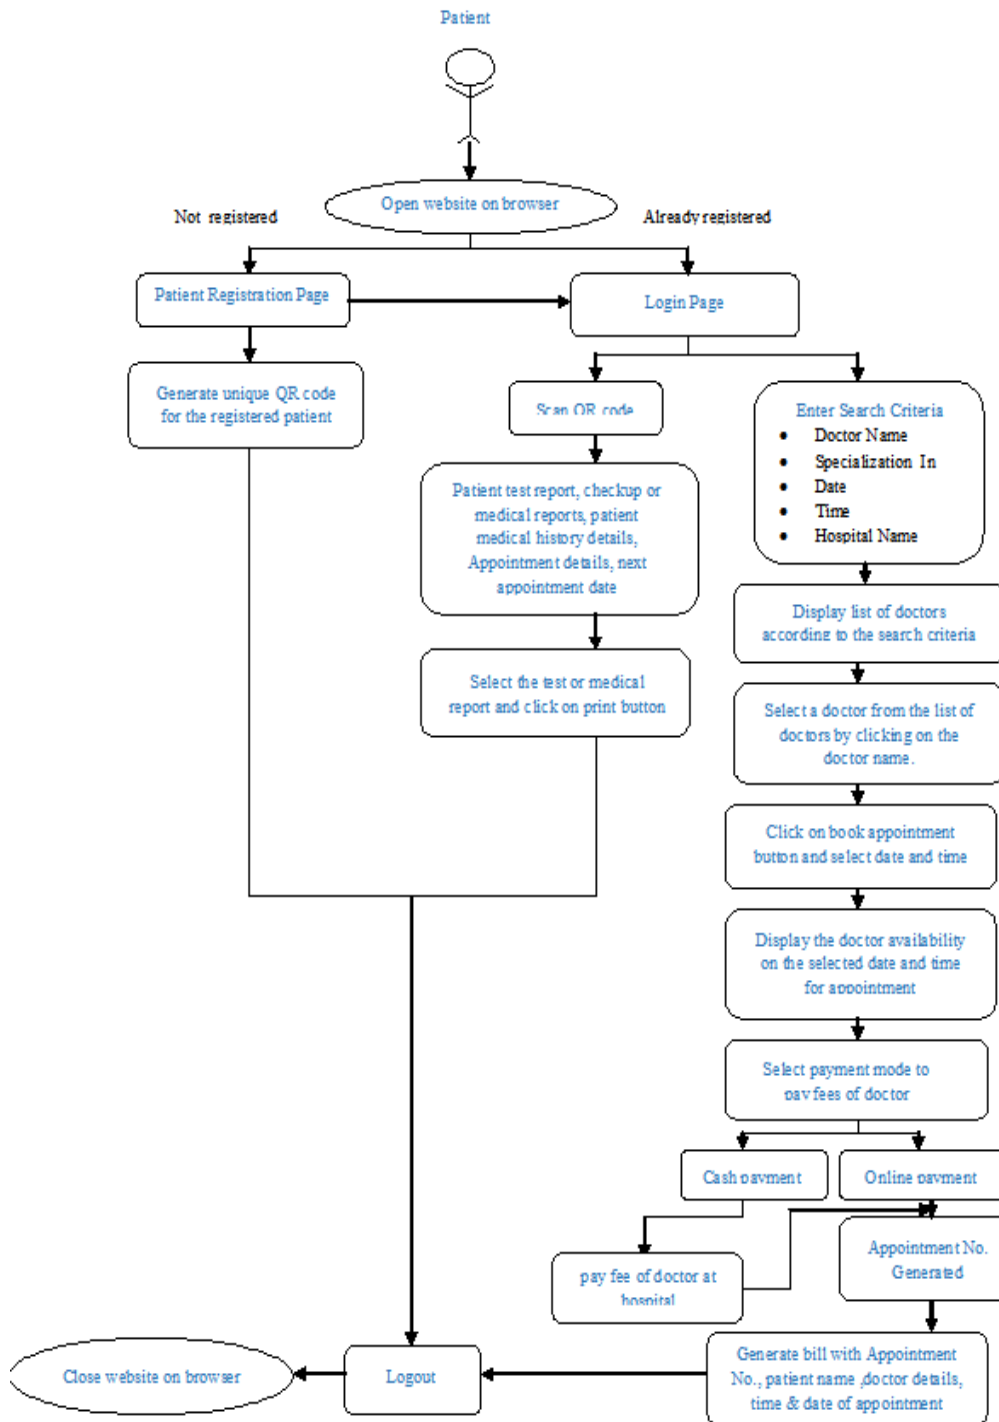 Patient
Open website on browser
Not registered
Already registered
Patient Registration Page
Login Page
Generate unique QR code
for the registered patient
Scan QR code
Enter Search Criteria
• Doctor Name
• Specialization In
• Date
• Time
• Hospital Name
Patient test report, checkup or
medical reports, patient
medical history details,
Appointment details, next
appointment date
Display list of doctors
according to the search criteria
Select the test or medical
report and click on print button
Select a doctor from the list of
doctors by clicking on the
doctor name.
Click on book appointment
button and select date and time
Display the doctor availability
on the selected date and time
for appointment
Select payment mode to
pay fees of doctor
Cash payment
Online payment
pay fee of doctor at
hospital
Appointment No.
Generated
Generate bill with Appointment
No., patient name ,doctor details,
time & date of appointment
Logout
Close website on browser